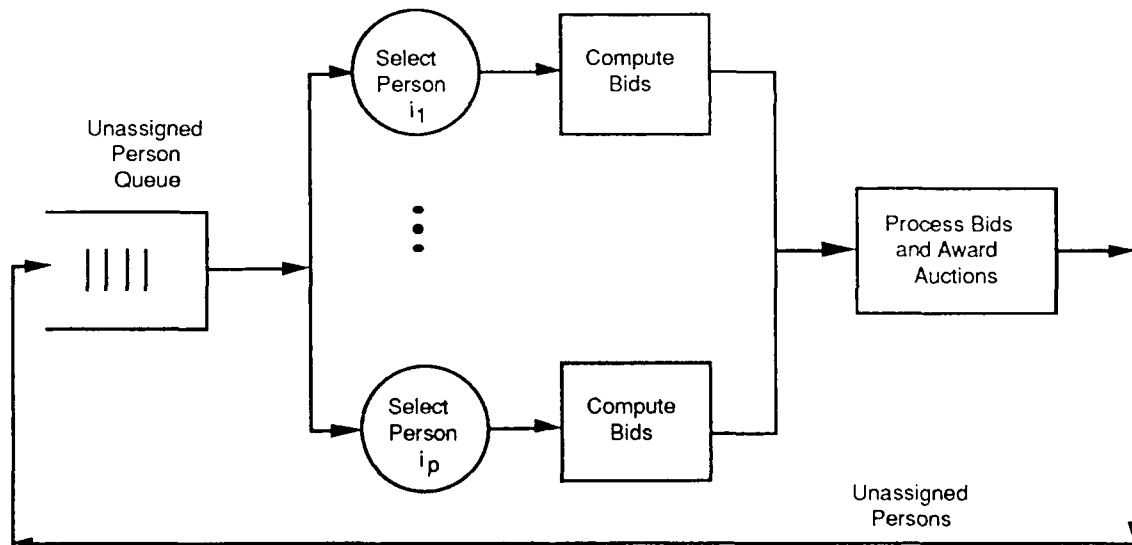 Unassigned
Person
Queue
Select
Person
i1
Compute
Bids
Select
Person
ip
Compute
Bids
Process Bids
and Award
Auctions
Unassigned
Persons